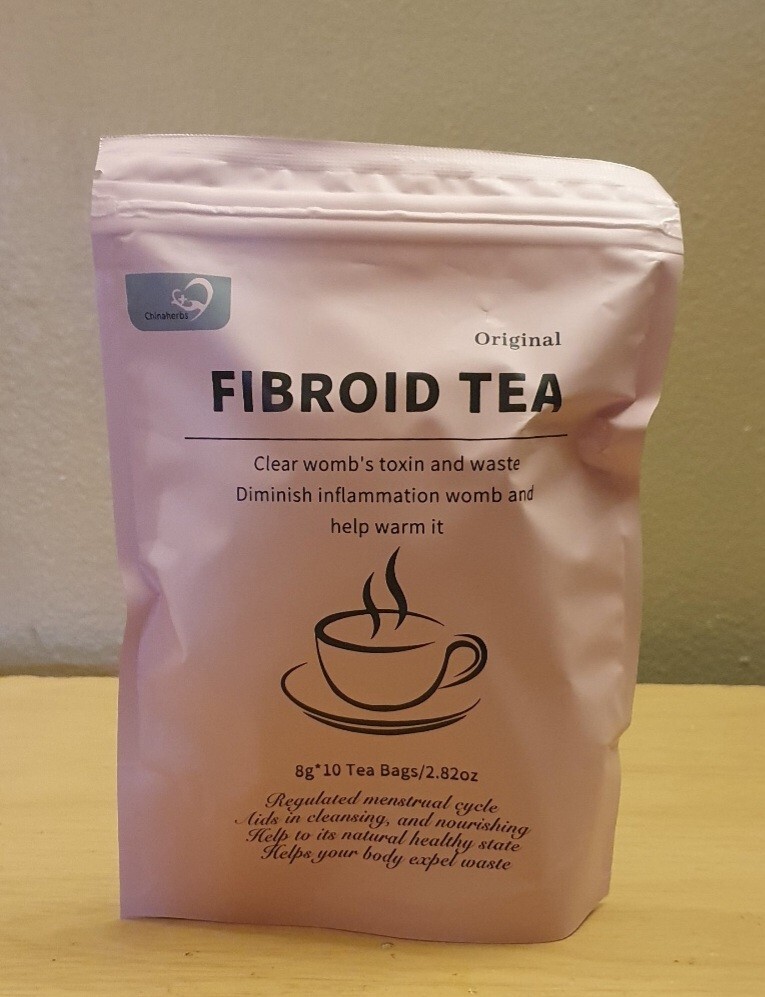 Chinaherbs
Original
FIBROID TEA
Clear womb's toxin and waste
Diminish inflammation womb and
help warm it
8g*10 Tea Bags/2.82oz
Regulated menstrual cycle
Aids in cleansing, and nourishing
Help to its natural healthy state
Helps your body expel waste